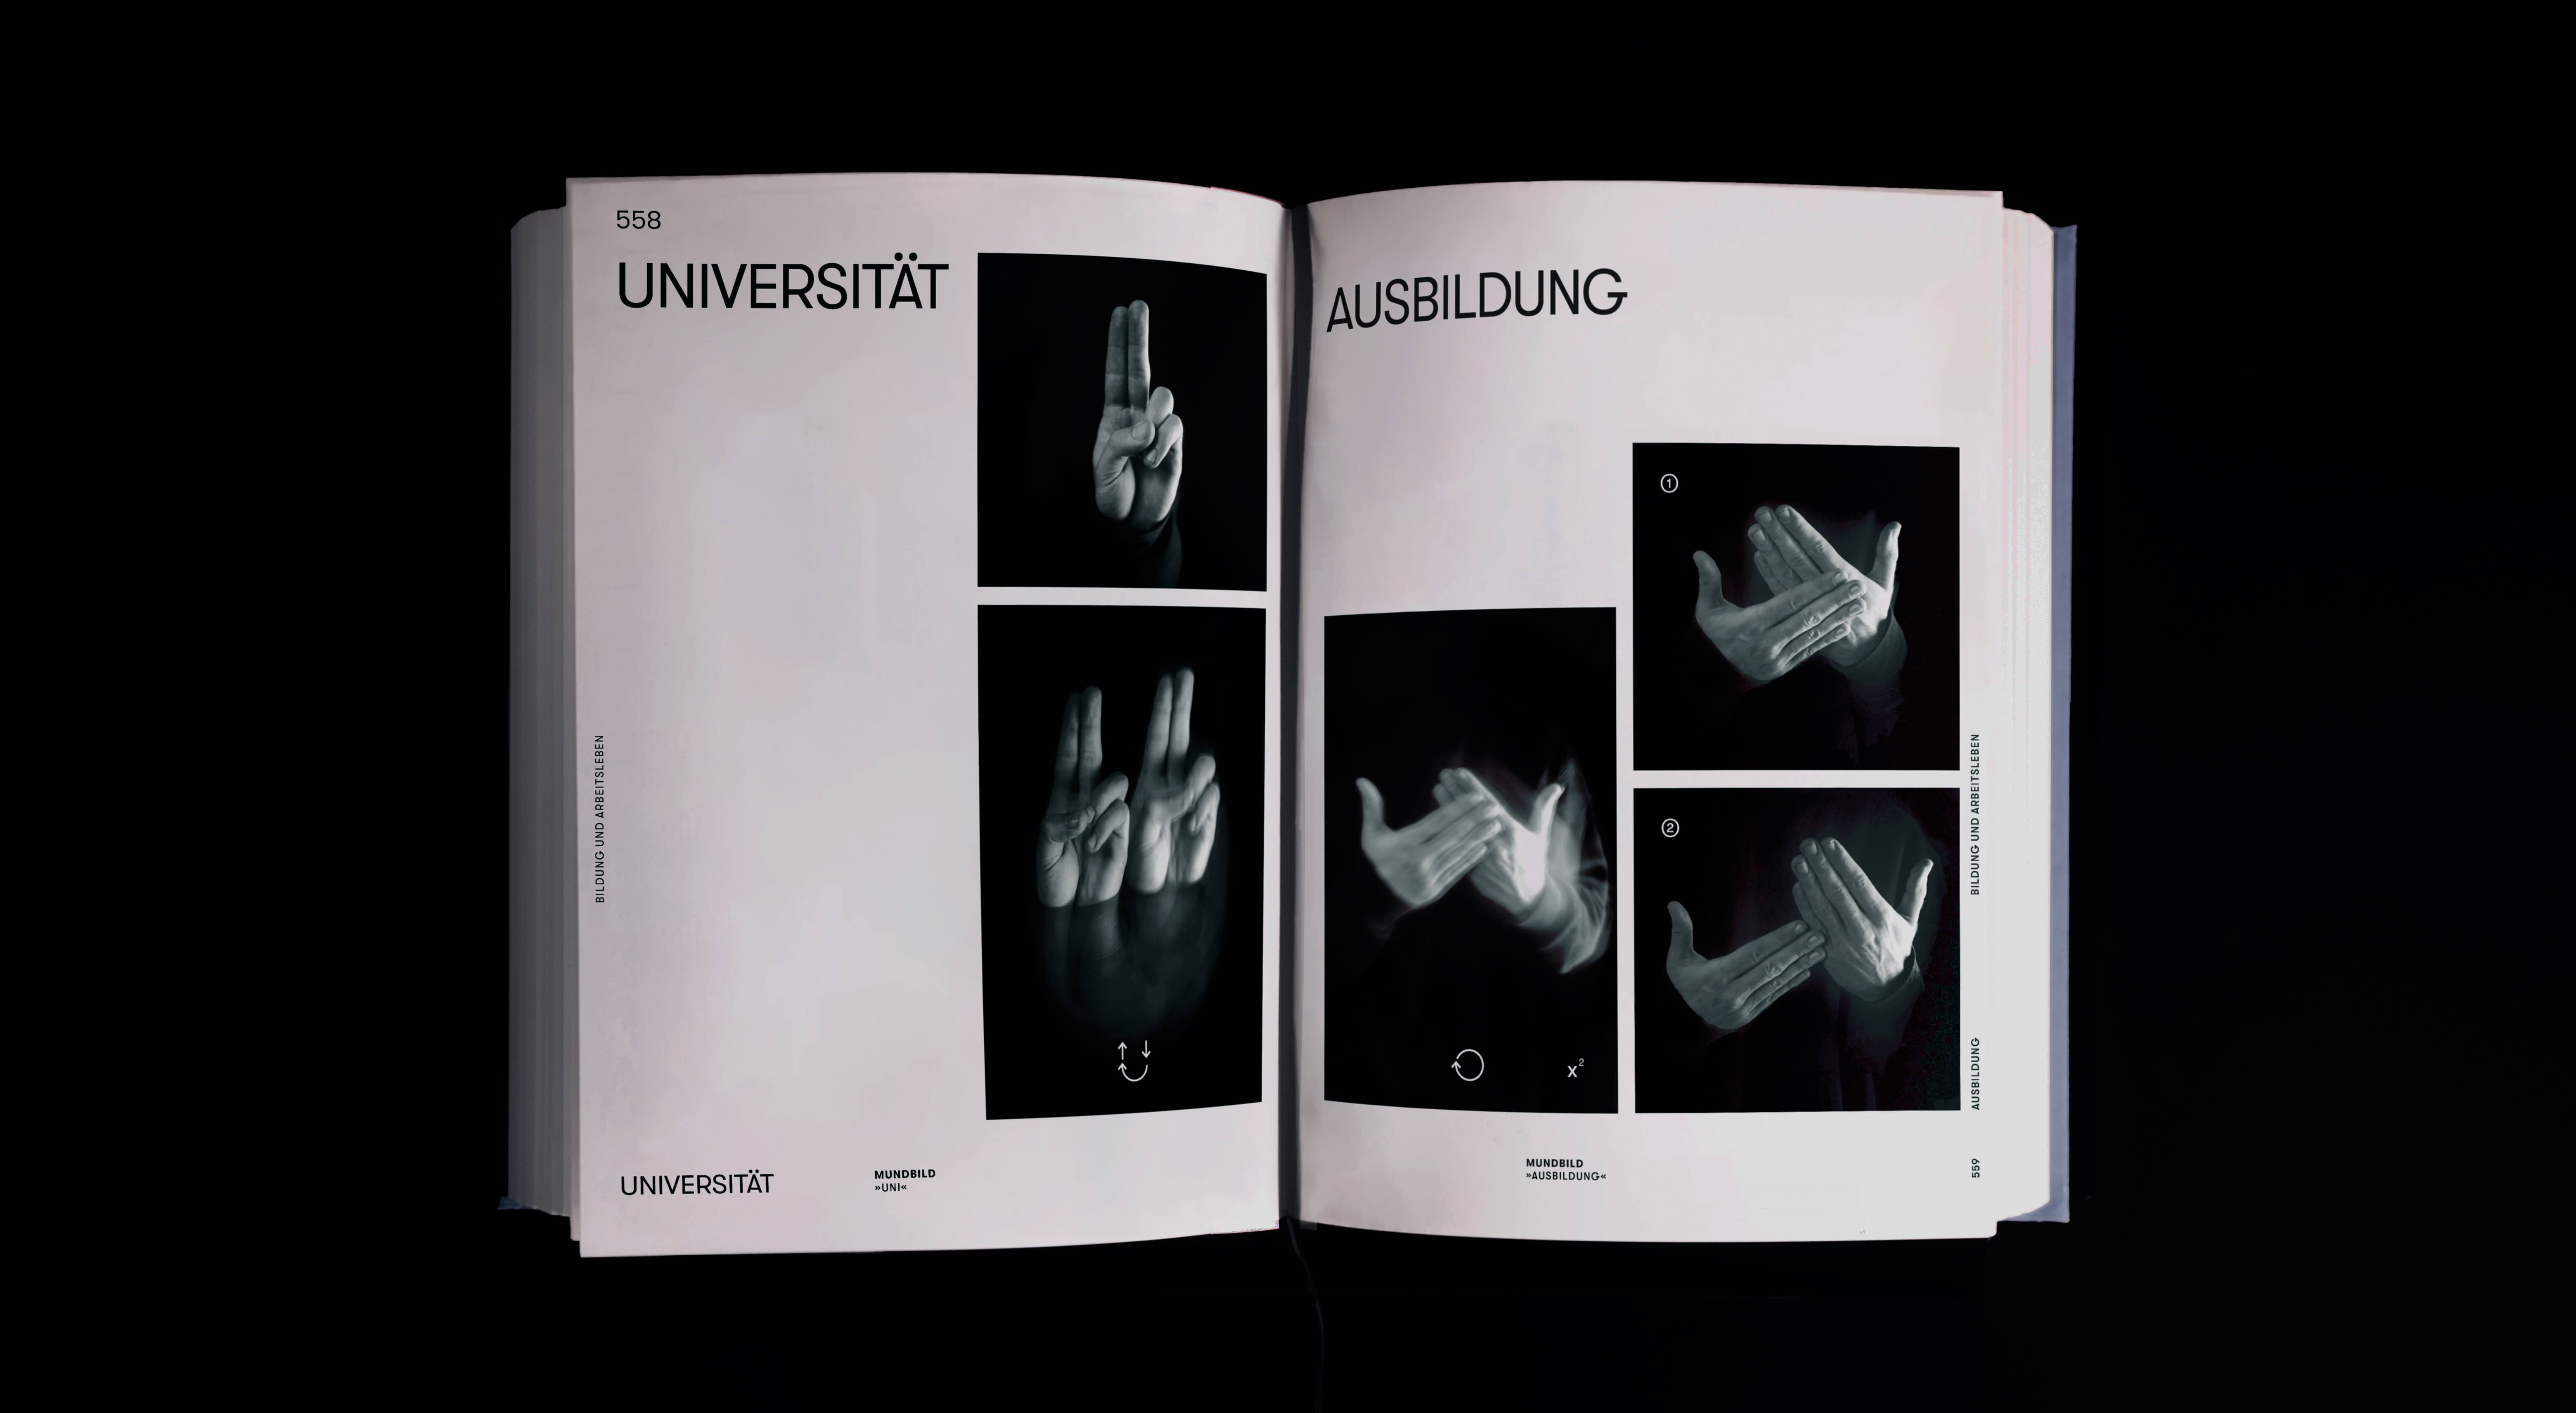 558
UNIVERSITÄT
BILDUNG UND ARBEITSLEBEN
UNIVERSITÄT
MUNDBILD
»UNI«
AUSBILDUNG
1
2
x²
BILDUNG UND ARBEITSLEBEN
AUSBILDUNG
559
MUNDBILD
»AUSBILDUNG«